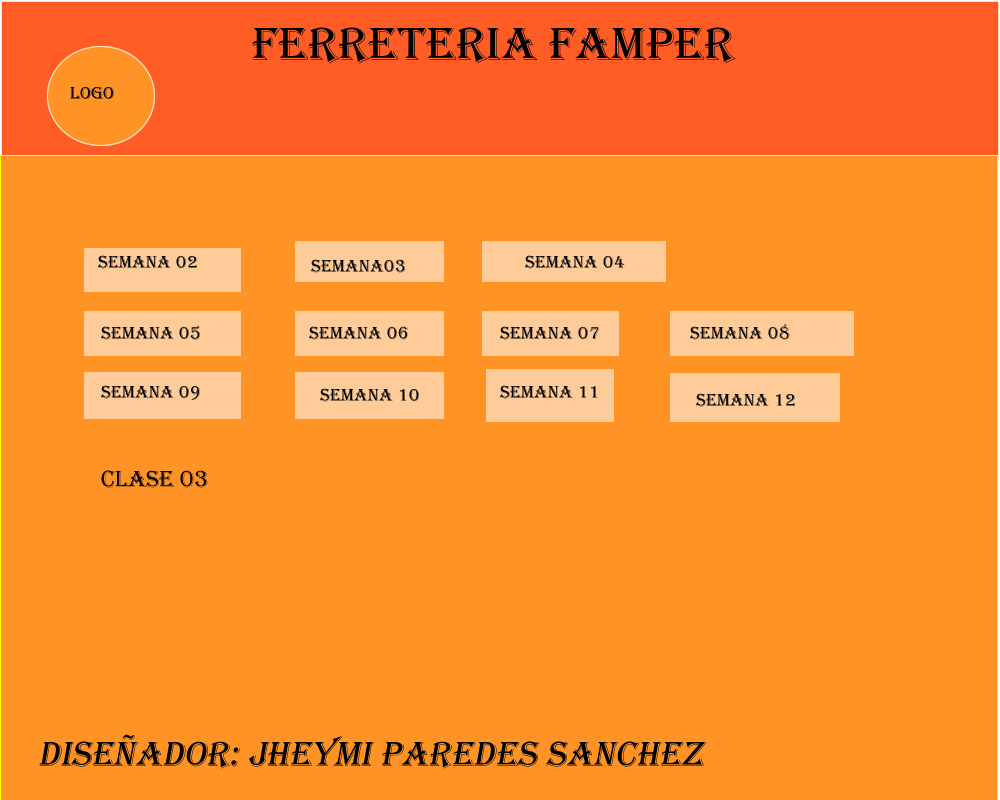 FERRETERIA FAMPER
LOGO
SEMANA 02
SEMANA03
SEMANA 04
SEMANA 05
SEMANA 06
SEMANA 07
SEMANA 08
SEMANA 09
SEMANA 10
SEMANA 11
SEMANA 12
CLASE 03
DISEÑADOR: JHEYMI PAREDES SANCHEZ